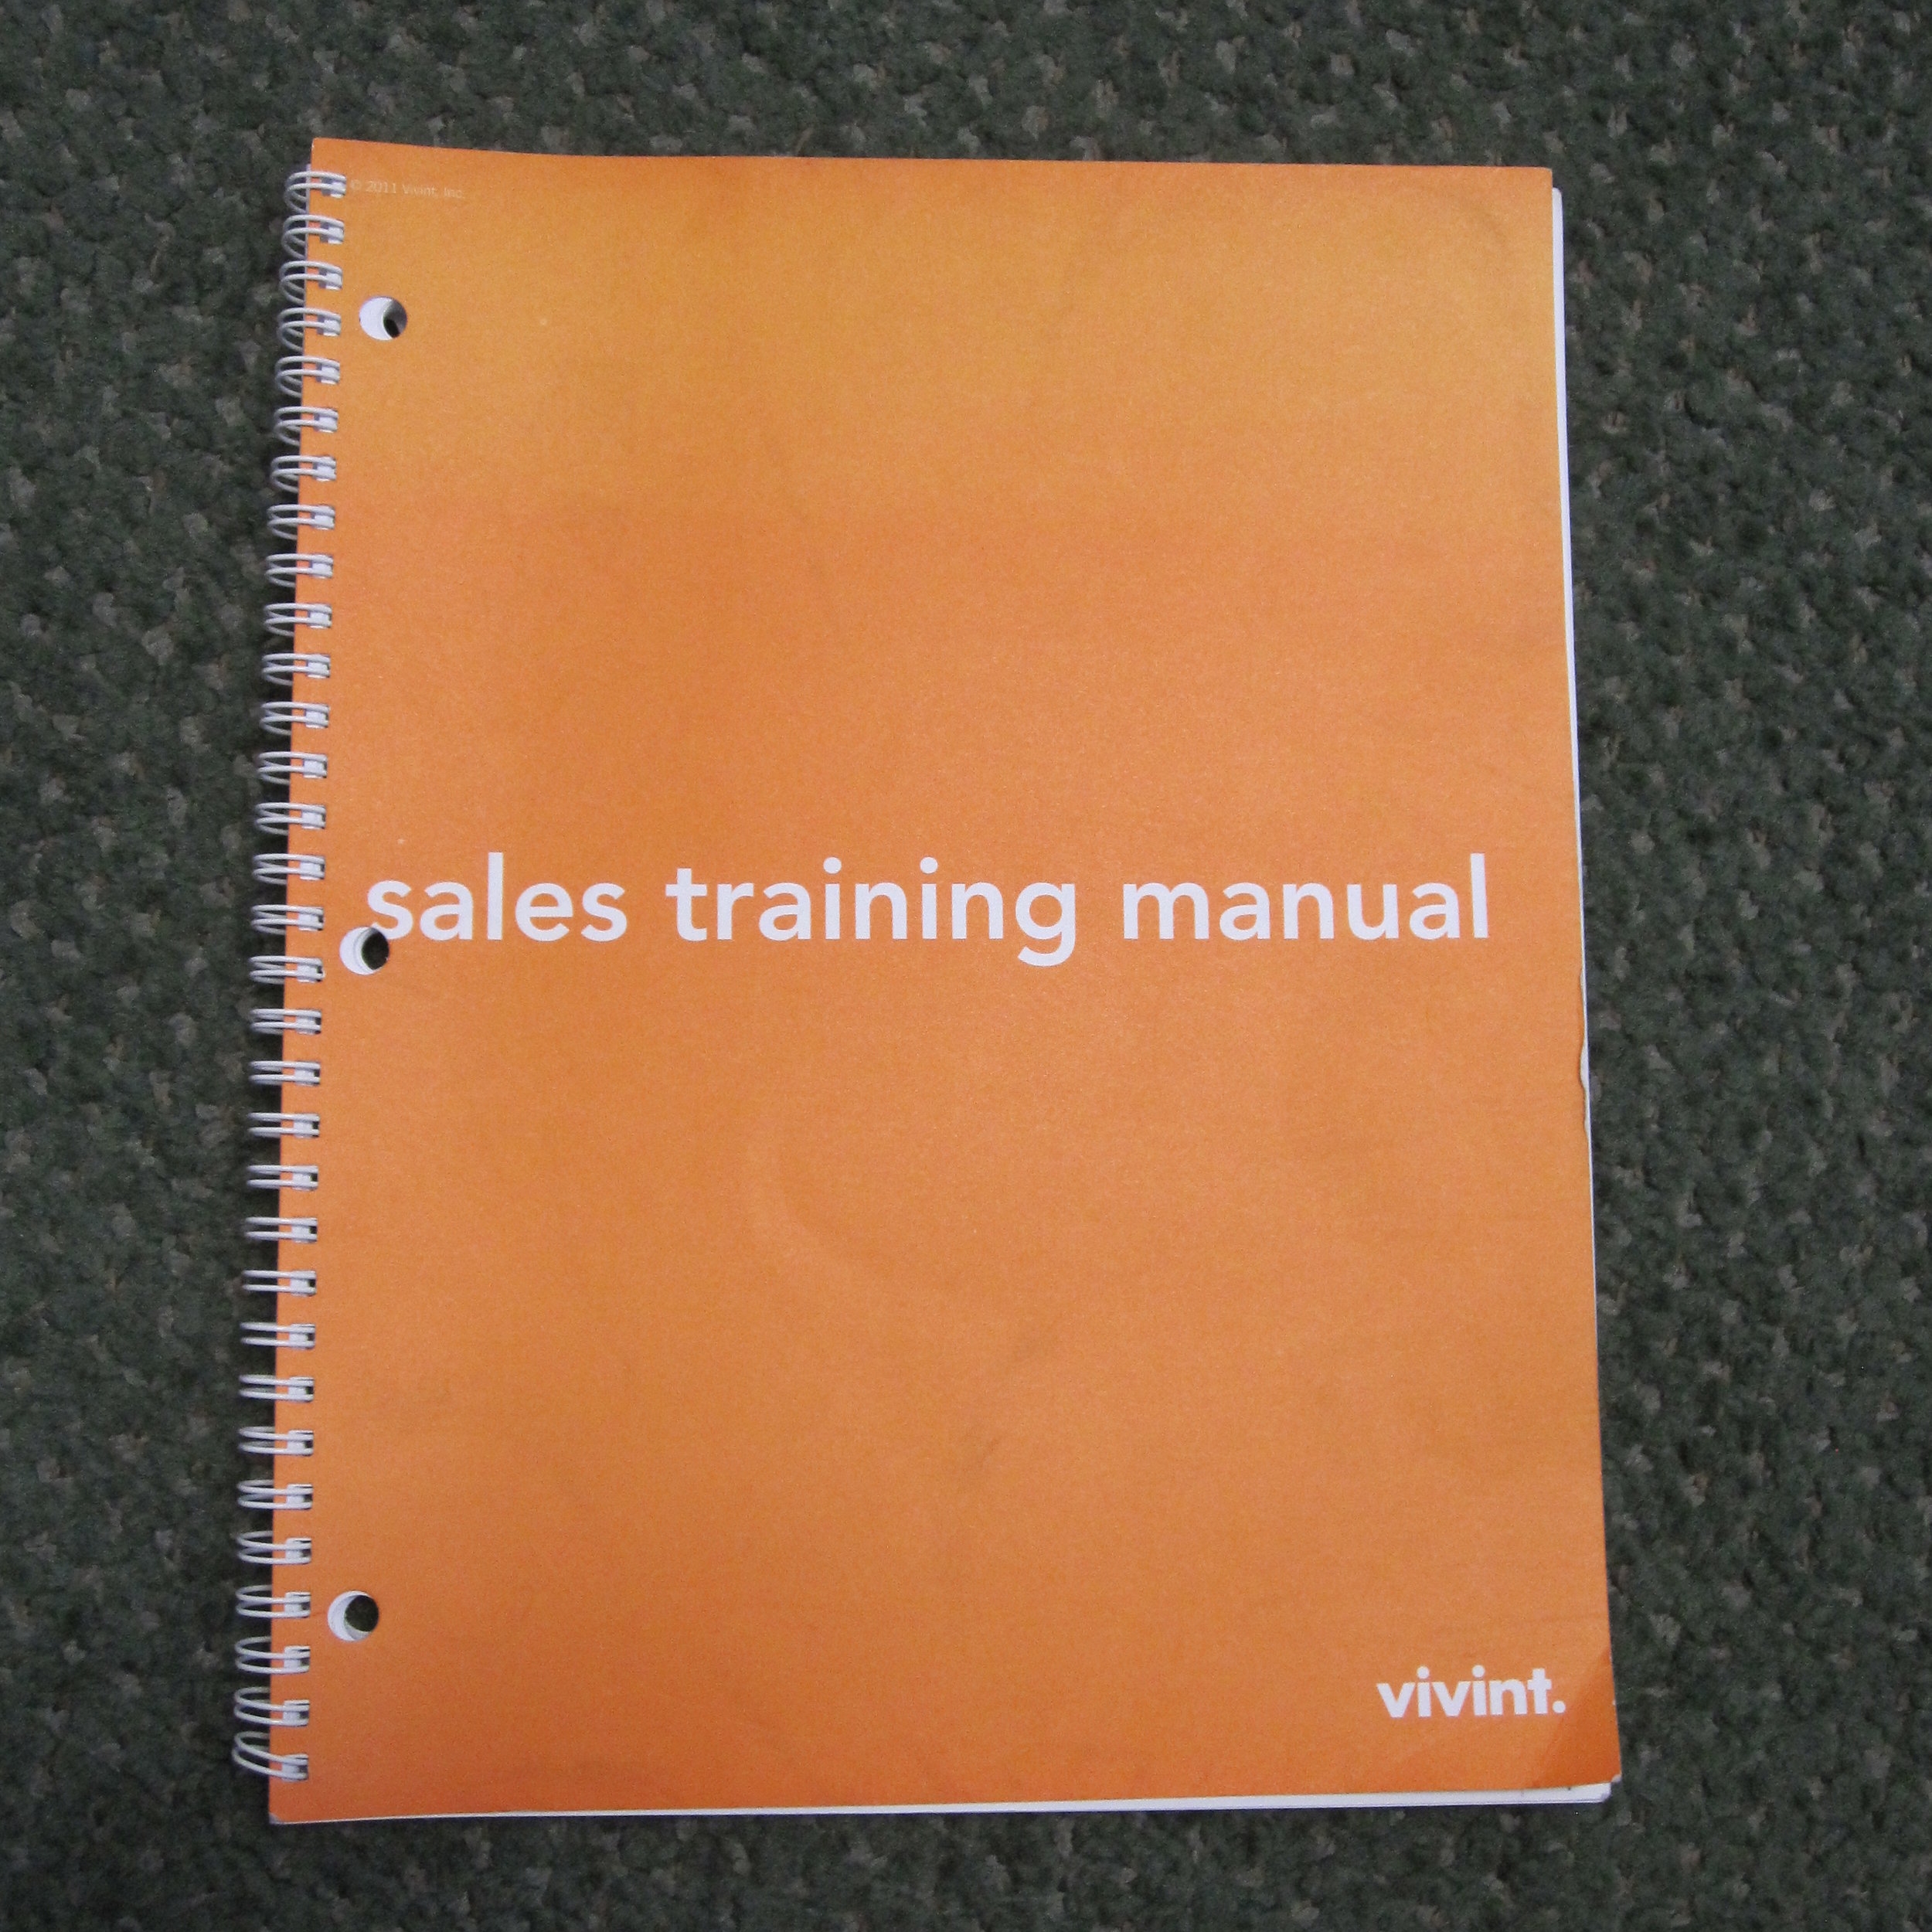 © 2011 Vivint, Inc.
sales training manual
vivint.